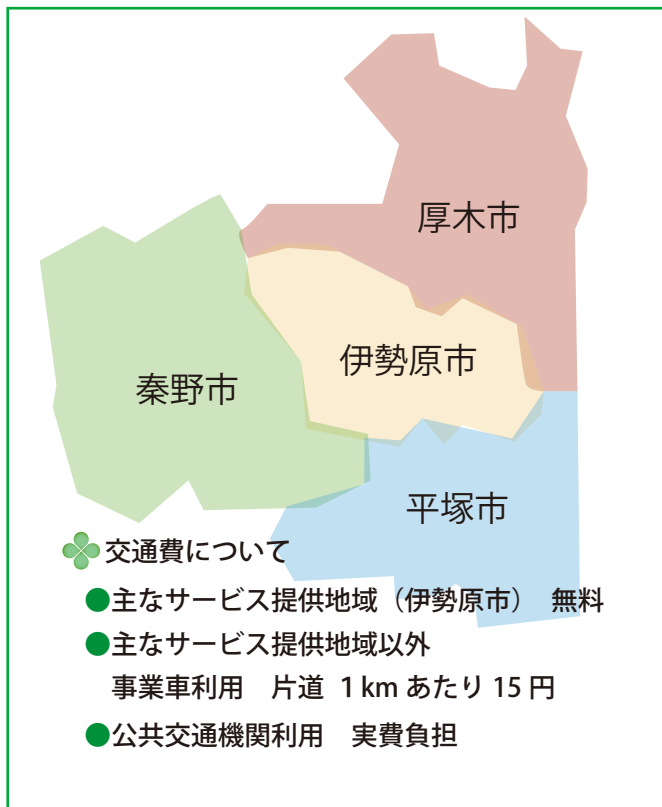 厚木市
伊勢原市
秦野市
平塚市
交通費について
●主なサービス提供地域（伊勢原市）　無料
●主なサービス提供地域以外
事業車利用　片道 1 km あたり 15 円
●公共交通機関利用　実費負担